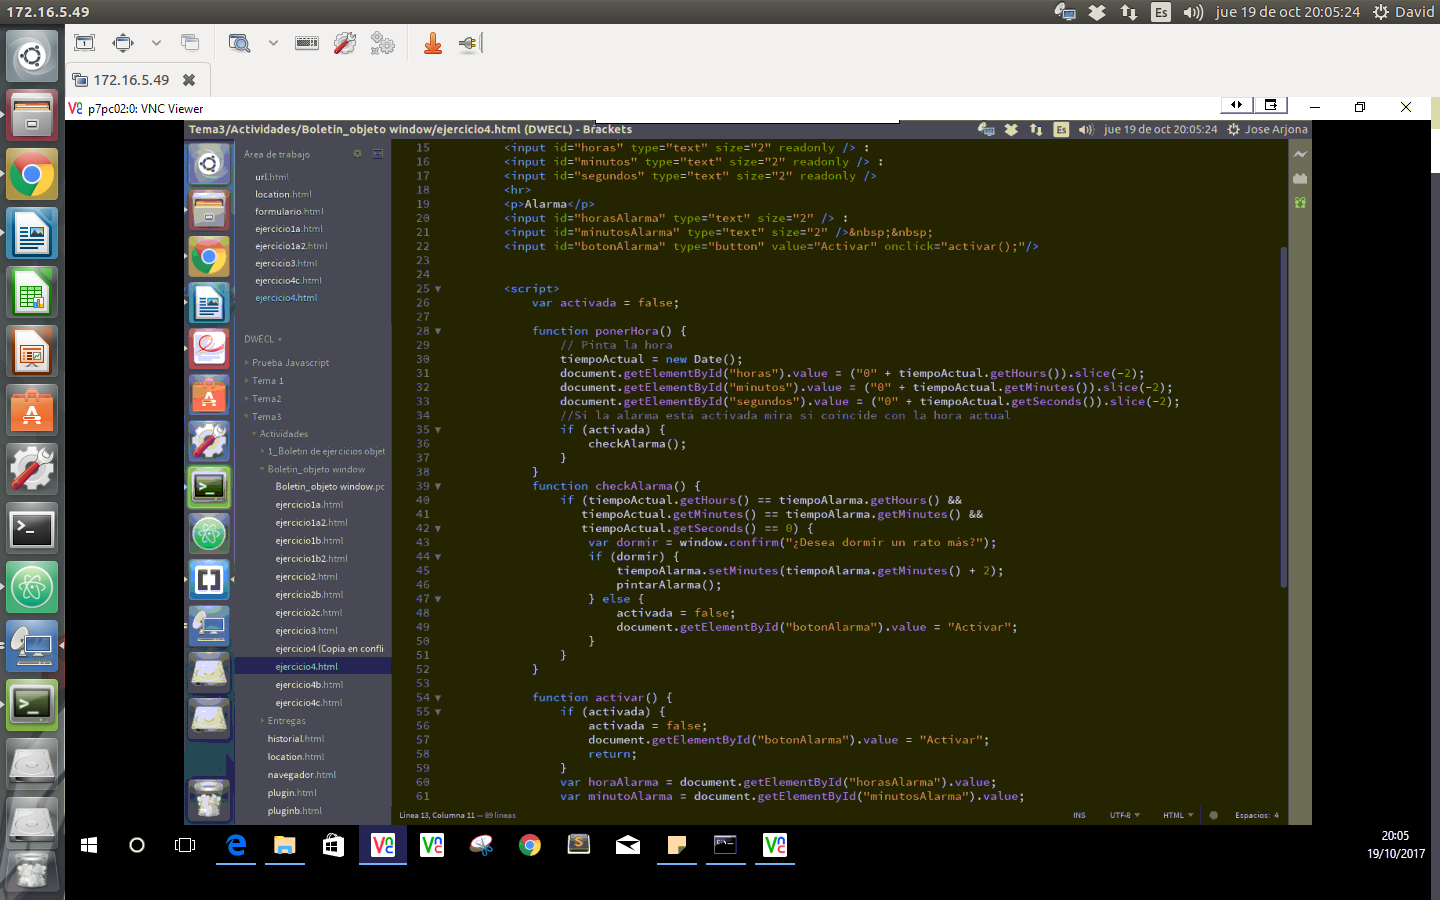 172.16.5.49
Es
jue 19 de oct 20:05:24
David
172.16.5.49
p7pc02:0: VNC Viewer
Tema3/Actividades/Boletin_objeto window/ejercicio4.html (DWECL) - Brackets
Es
jue 19 de oct 20:05:24
Jose Arjona
Área de trabajo
url.html
location.html
formulario.html
ejercicio1a.html
ejercicio1a2.html
ejercicio3.html
ejercicio4c.html
ejercicio4.html
DWECL
Prueba Javascript
Tema 1
Tema2
Tema3
Actividades
1_Boletin de ejercicios objet
Boletin_objeto window
Boletin_objeto window.pc
ejercicio1a.html
ejercicio1a2.html
ejercicio1b.html
ejercicio1b2.html
ejercicio2.html
ejercicio2b.html
ejercicio2c.html
ejercicio3.html
ejercicio4 (Copia en confli
ejercicio4.html
ejercicio4b.html
ejercicio4c.html
Entregas
historial.html
location.html
navegador.html
plugin.html
pluginb.html
15 <input id="horas" type="text" size="2" readonly /> :
16 <input id="minutos" type="text" size="2" readonly /> :
17 <input id="segundos" type="text" size="2" readonly />
18 <hr>
19 <p>Alarma</p>
20 <input id="horasAlarma" type="text" size="2" /> :
21 <input id="minutosAlarma" type="text" size="2" />&nbsp;&nbsp;
22 <input id="botonAlarma" type="button" value="Activar" onclick="activar();"/>
23
24
25 <script>
26 var activada = false;
27
28 function ponerHora() {
29 // Pinta la hora
30 tiempoActual = new Date();
31 document.getElementById("horas").value = ("0" + tiempoActual.getHours()).slice(-2);
32 document.getElementById("minutos").value = ("0" + tiempoActual.getMinutes()).slice(-2);
33 document.getElementById("segundos").value = ("0" + tiempoActual.getSeconds()).slice(-2);
34 //Si la alarma está activada mira si coincide con la hora actual
35 if (activada) {
36 checkAlarma();
37 }
38 }
39 function checkAlarma() {
40 if (tiempoActual.getHours() == tiempoAlarma.getHours() &&
41 tiempoActual.getMinutes() == tiempoAlarma.getMinutes() &&
42 tiempoActual.getSeconds() == 0) {
43 var dormir = window.confirm("¿Desea dormir un rato más?");
44 if (dormir) {
45 tiempoAlarma.setMinutes(tiempoAlarma.getMinutes() + 2);
46 pintarAlarma();
47 } else {
48 activada = false;
49 document.getElementById("botonAlarma").value = "Activar";
50 }
51 }
52 }
53
54 function activar() {
55 if (activada) {
56 activada = false;
57 document.getElementById("botonAlarma").value = "Activar";
58 return;
59 }
60 var horaAlarma = document.getElementById("horasAlarma").value;
61 var minutoAlarma = document.getElementById("minutosAlarma").value;
Línea 13, Columna 11 — 89 líneas
INS
UTF-8
HTML
Espacios: 4
20:05
19/10/2017